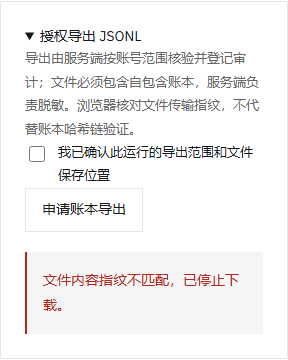 ▼ 授权导出 JSONL
导出由服务端按账号范围核验并登记审
计；文件必须包含自包含账本，服务端负
责脱敏。浏览器核对文件传输指纹，不代
替账本哈希链验证。
我已确认此运行的导出范围和文件
保存位置
申请账本导出
文件内容指纹不匹配，已停止下
载。